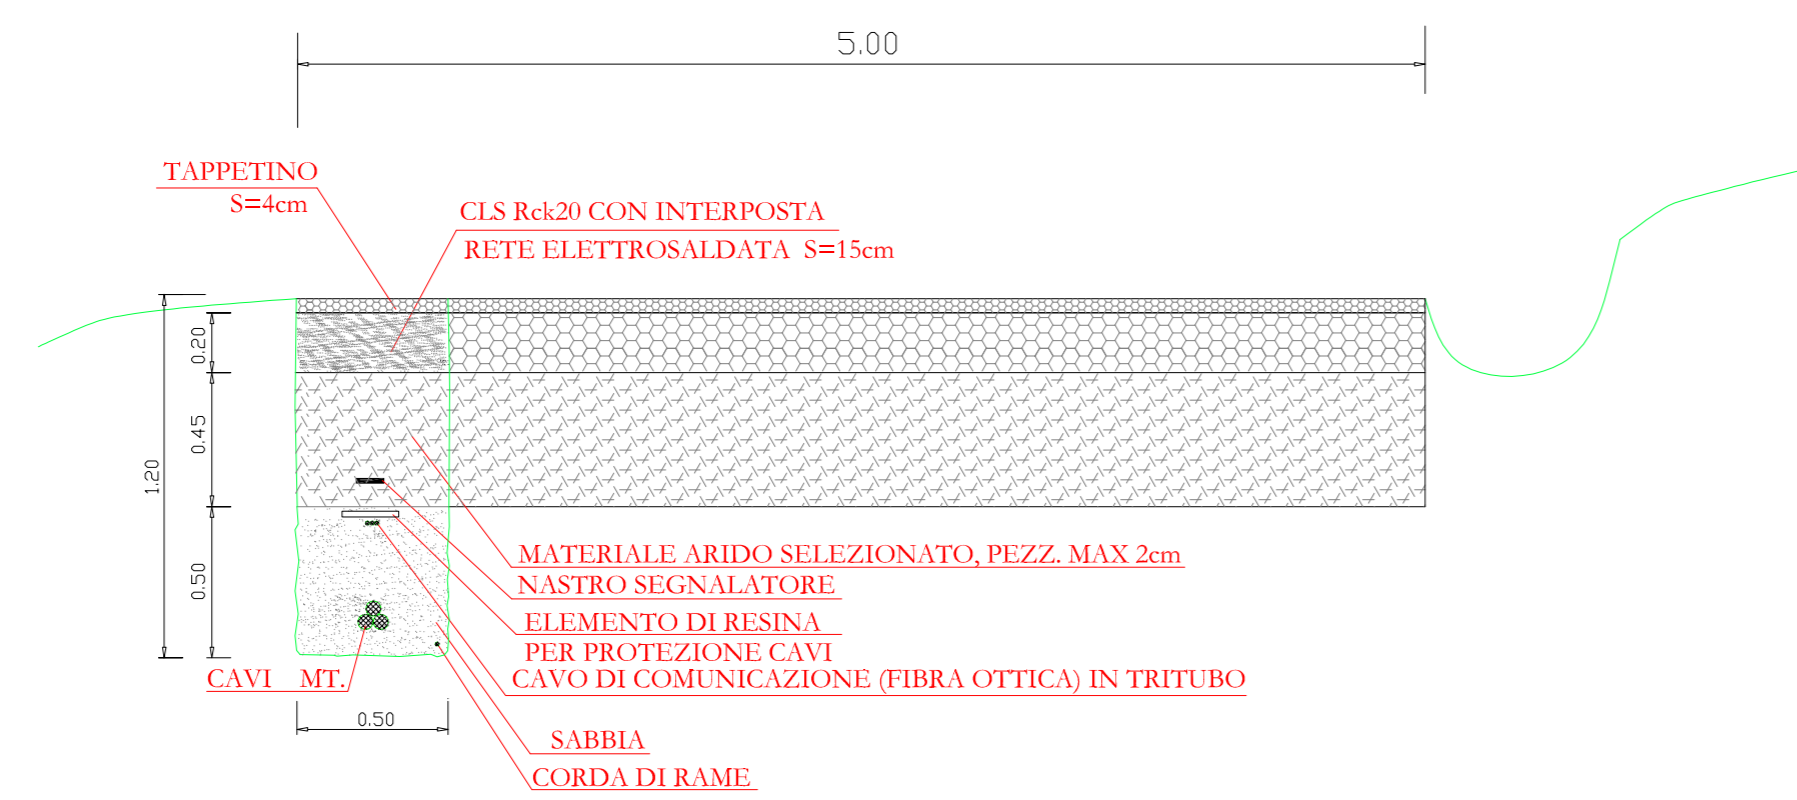 5.00
TAPPETINO
S=4cm
CLS Rck20 CON INTERPOSTA
RETE ELETTROSALDATA S=15cm
0.20
0.45
1.20
0.50
MATERIALE ARIDO SELEZIONATO, PEZZ. MAX 2cm
NASTRO SEGNALATORE
ELEMENTO DI RESINA
PER PROTEZIONE CAVI
CAVI MT.
CAVO DI COMUNICAZIONE (FIBRA OTTICA) IN TRITUBO
0.50
SABBIA
CORDA DI RAME